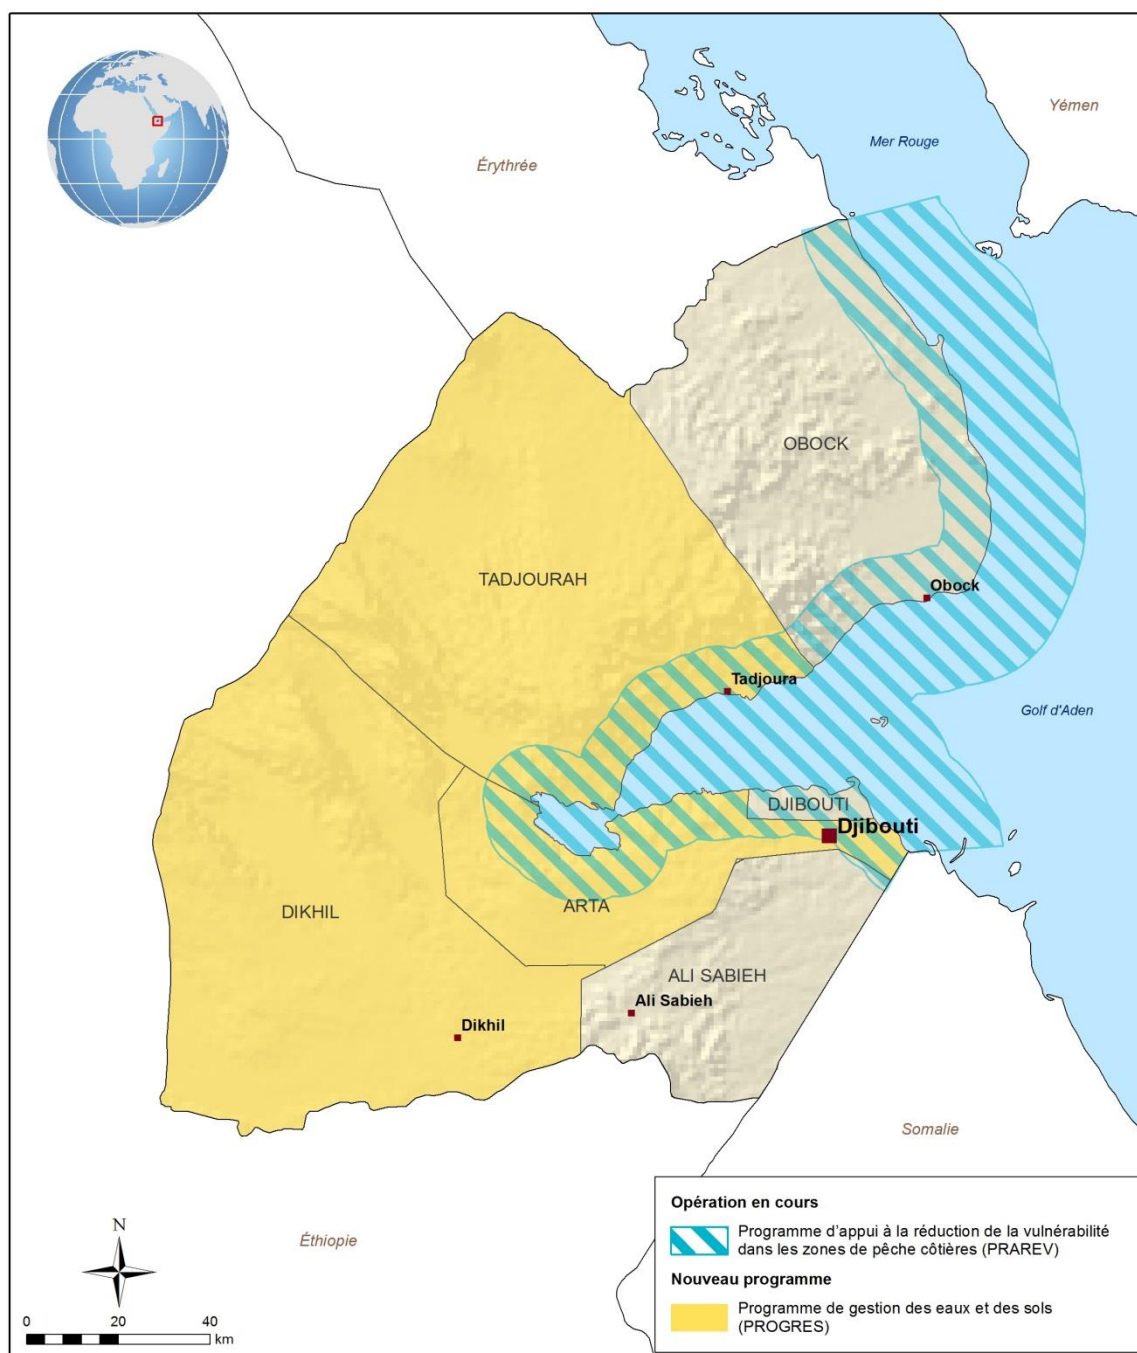 Yémen
Mer Rouge
Érythrée
OBOCK
TADJOURAH
Obock
Tadjoura
Golf d'Aden
DJIBOUTI
Djibouti
ARTA
DIKHIL
ALI SABIEH
Ali Sabieh
Dikhil
Somalie
Éthiopie
N
0 20 40
km
Opération en cours
Programme d'appui à la réduction de la vulnérabilité
dans les zones de pêche côtières (PRAREV)
Nouveau programme
Programme de gestion des eaux et des sols
(PROGRES)